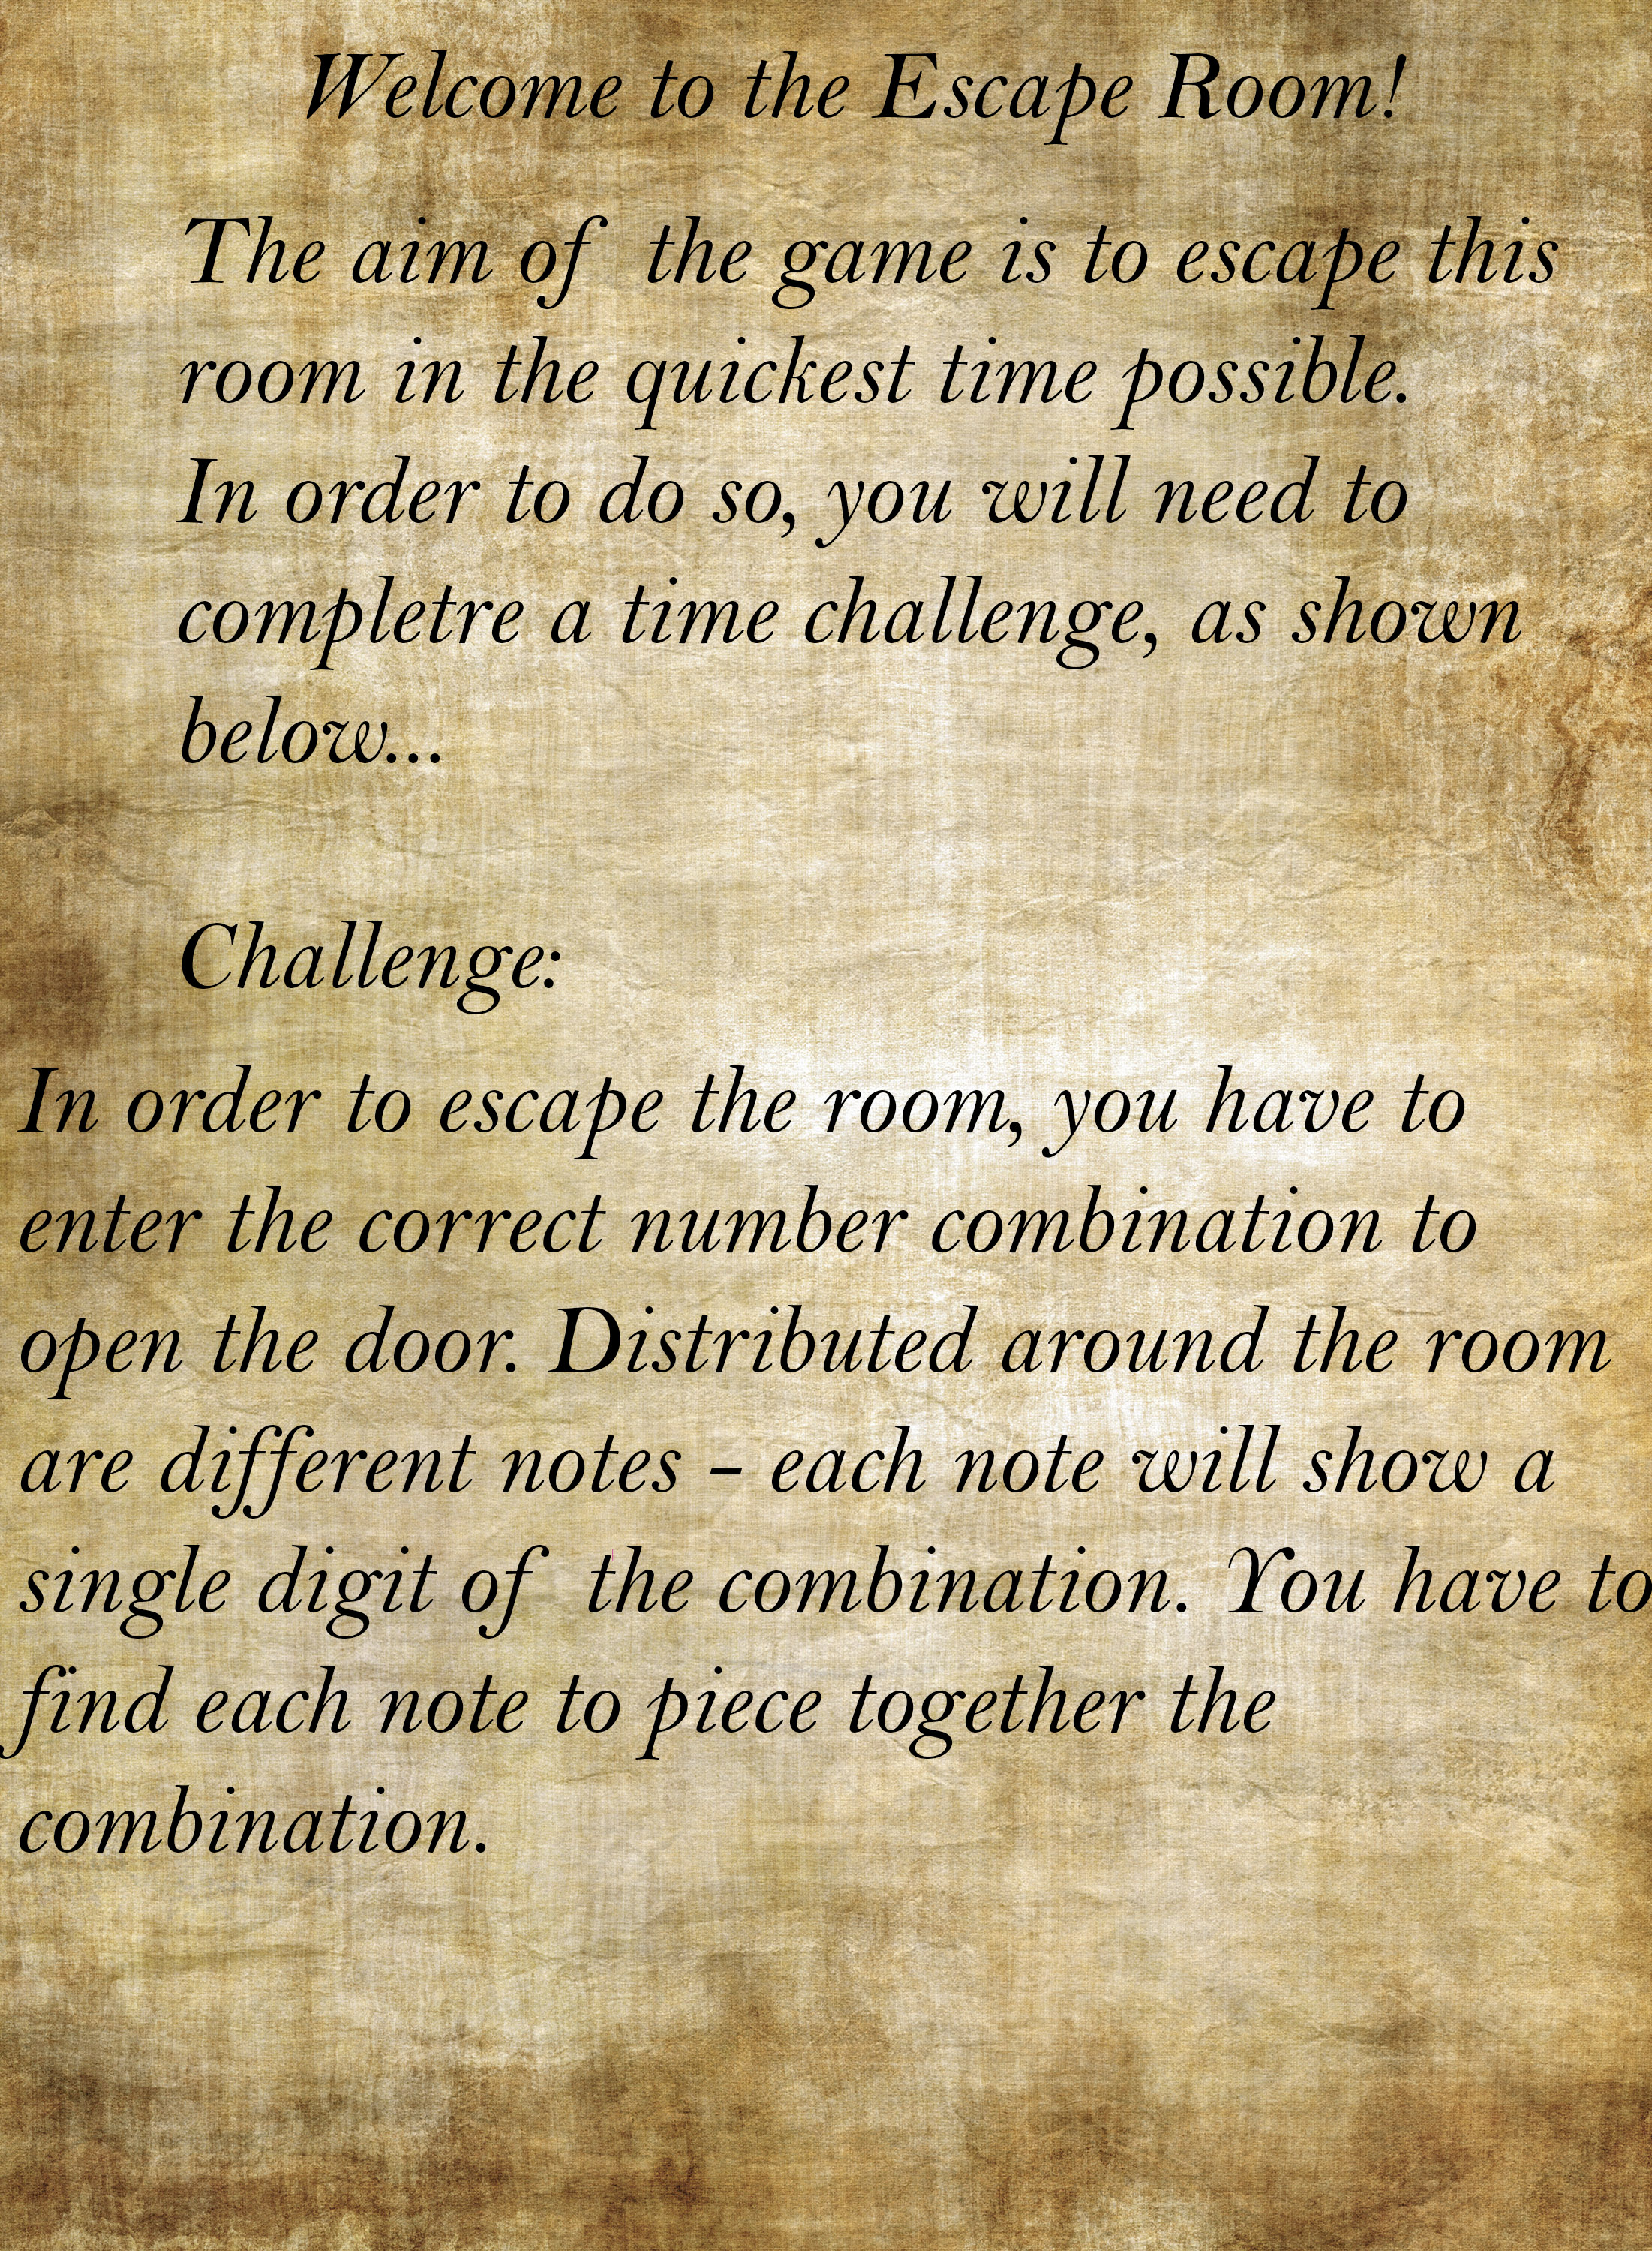 Welcome to the Escape Room!
The aim of the game is to escape this
room in the quickest time possible.
In order to do so, you will need to
completre a time challenge, as shown
below...
Challenge:
In order to escape the room, you have to
enter the correct number combination to
open the door. Distributed around the room
are different notes – each note will show a
single digit of the combination. You have to
find each note to piece together the
combination.